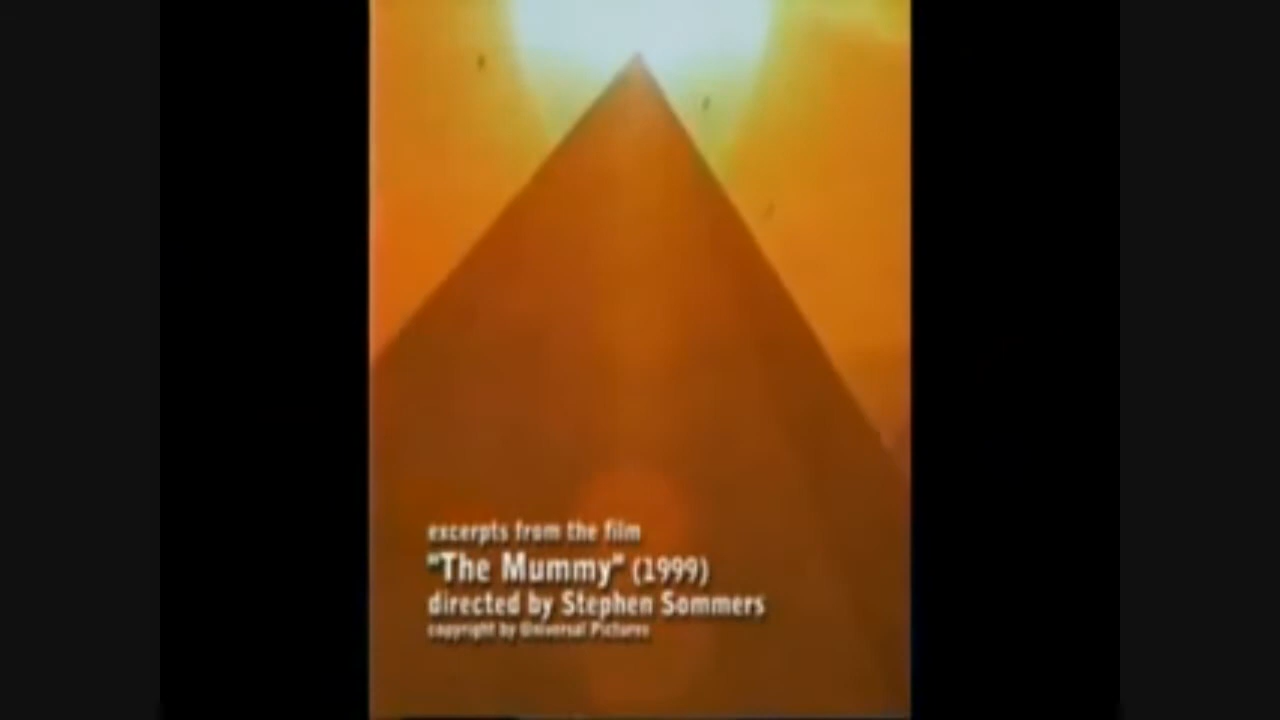 excerpts from the film
"The Mummy" (1999)
directed by Stephen Sommers
copyright by Universal Pictures